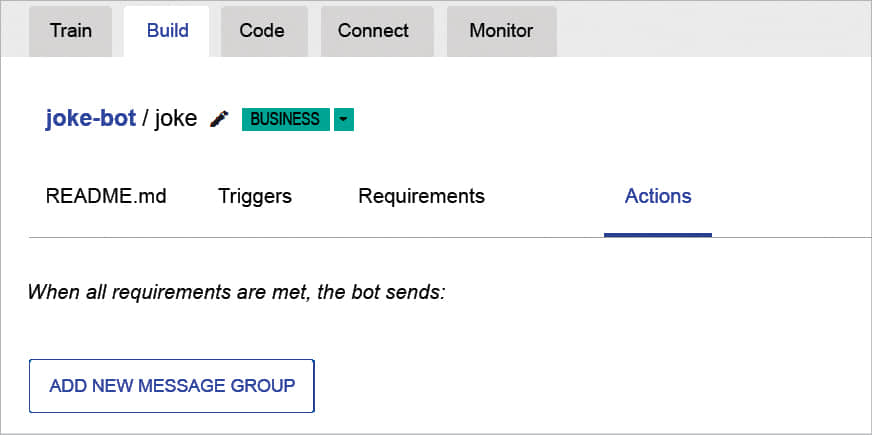 Train Build Code Connect Monitor
joke-bot / joke BUSINESS
README.md Triggers Requirements Actions
When all requirements are met, the bot sends:
ADD NEW MESSAGE GROUP